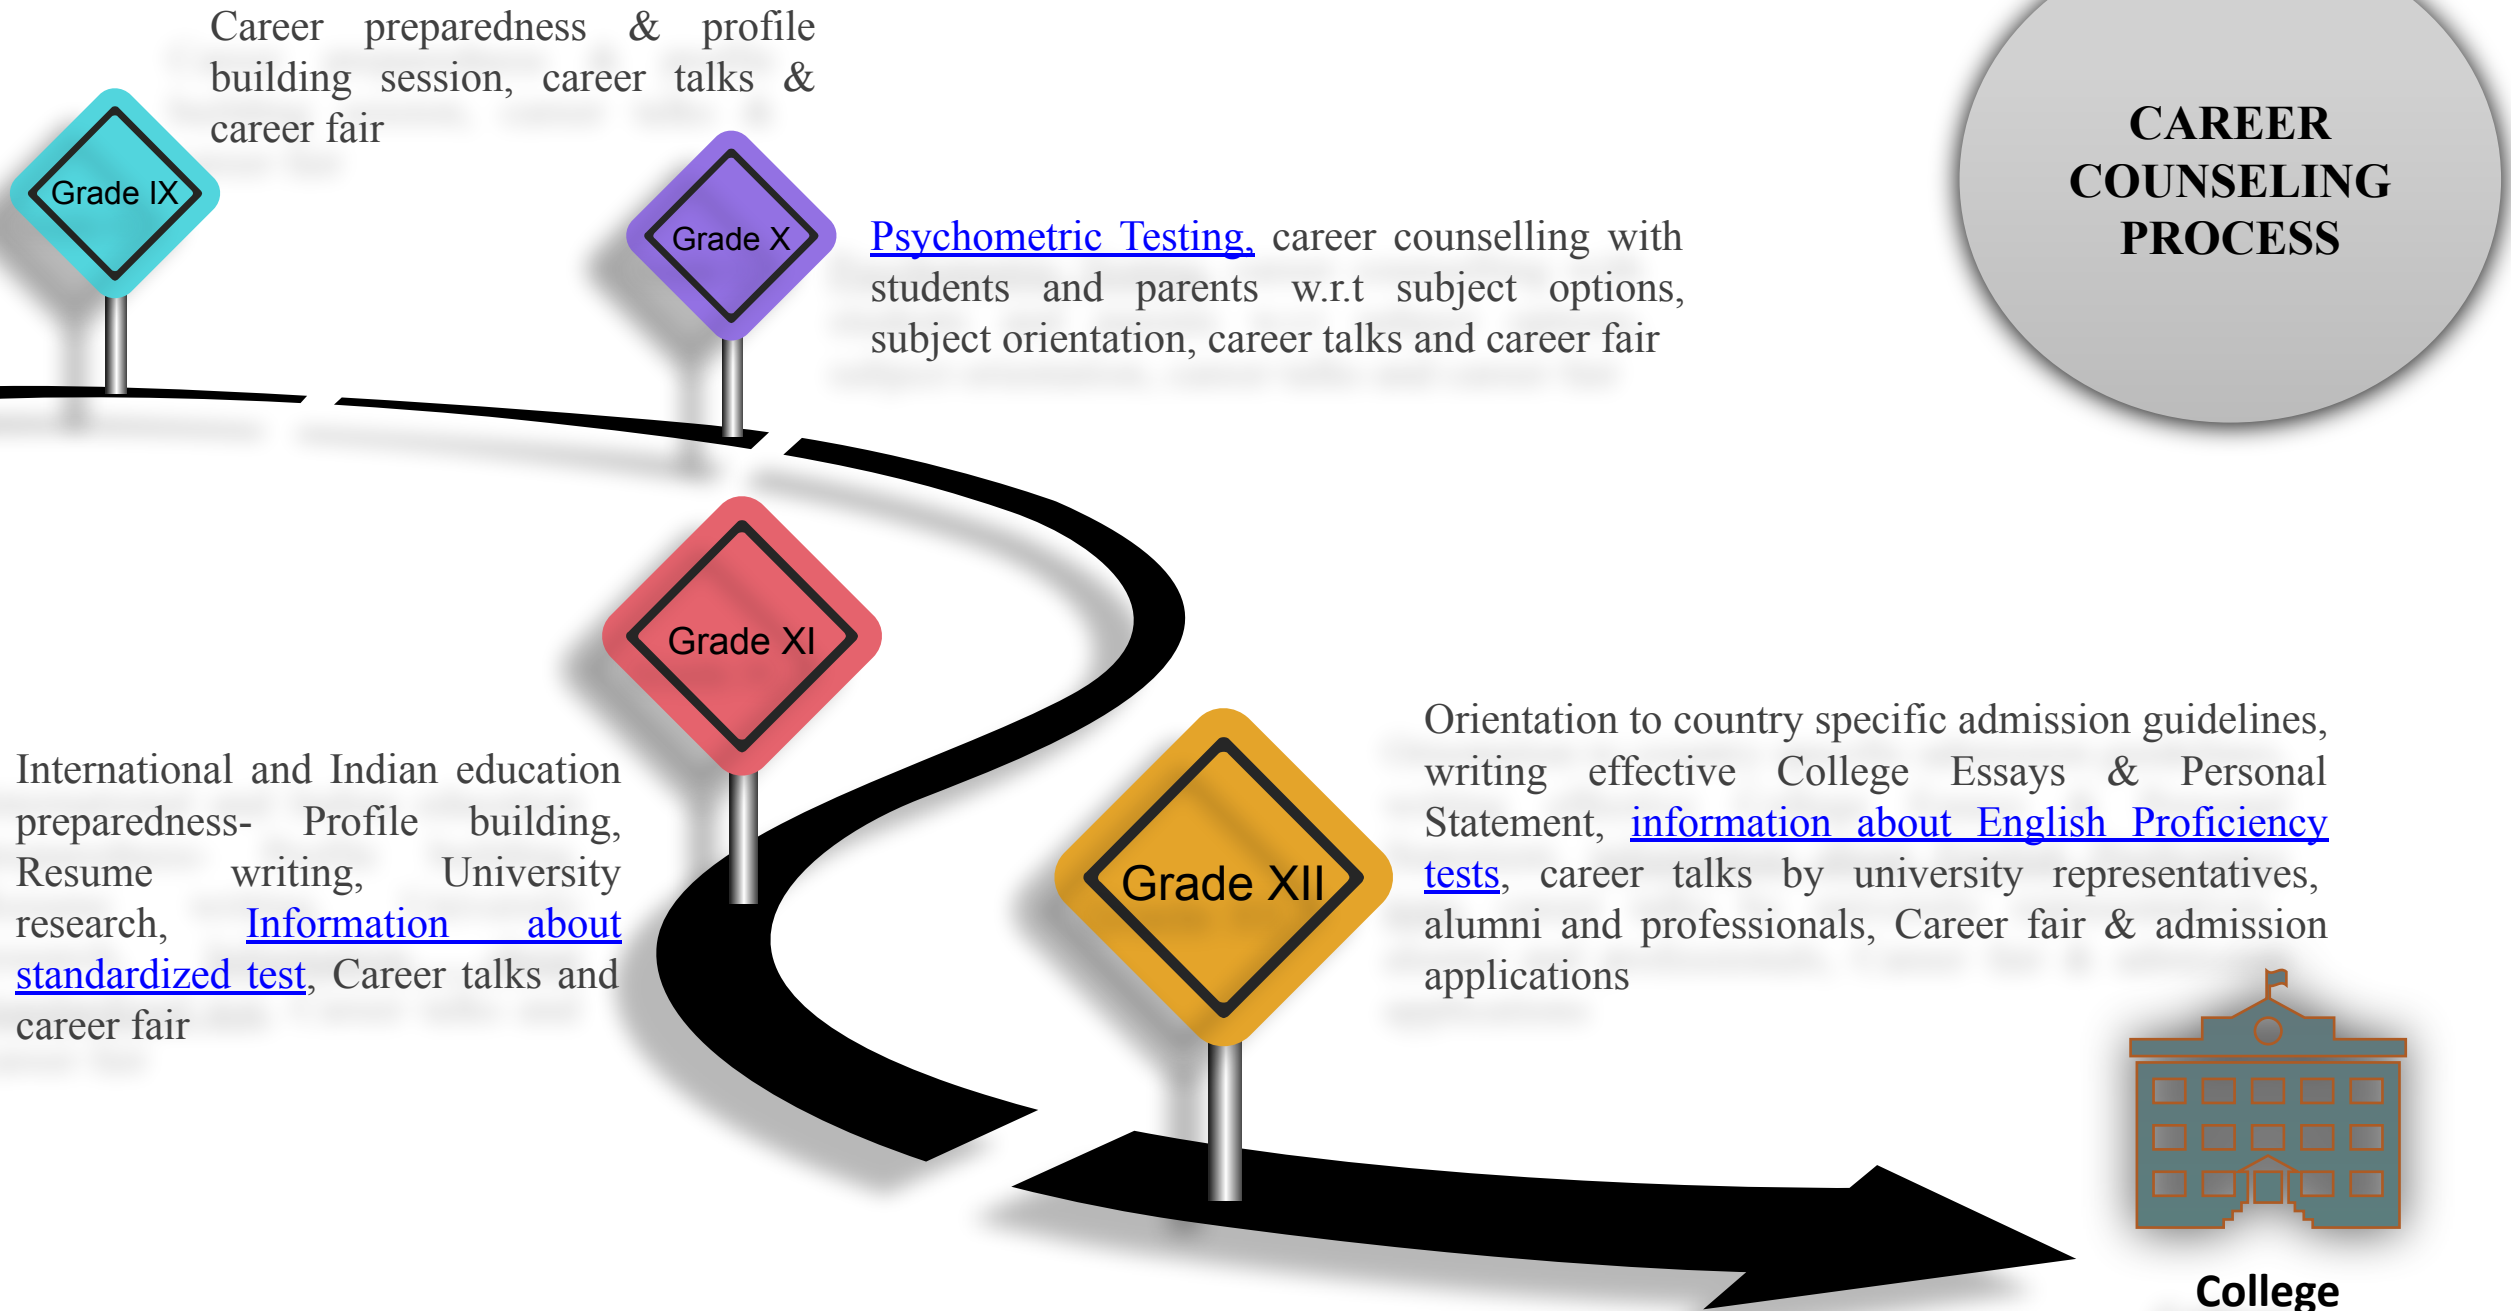 Career preparedness & profile
building session, career talks &
career fair
CAREER
COUNSELING
PROCESS
Grade IX
Grade X
Psychometric Testing, career counselling with
students and parents w.r.t subject options,
subject orientation, career talks and career fair
Grade XI
International and Indian education
preparedness- Profile building,
Resume writing, University
research, Information about
standardized test, Career talks and
career fair
Grade XII
Orientation to country specific admission guidelines,
writing effective College Essays & Personal
Statement, information about English Proficiency
tests, career talks by university representatives,
alumni and professionals, Career fair & admission
applications
College